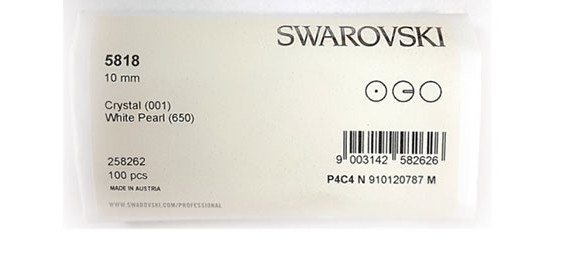 SWAROVSKI
5818
10 mm
Crystal (001)
White Pearl (650)
9 003142 582626
258262
100 pcs
P4C4 N 910120787 M
MADE IN AUSTRIA
WWW.SWAROVSKI.COM/PROFESSIONAL